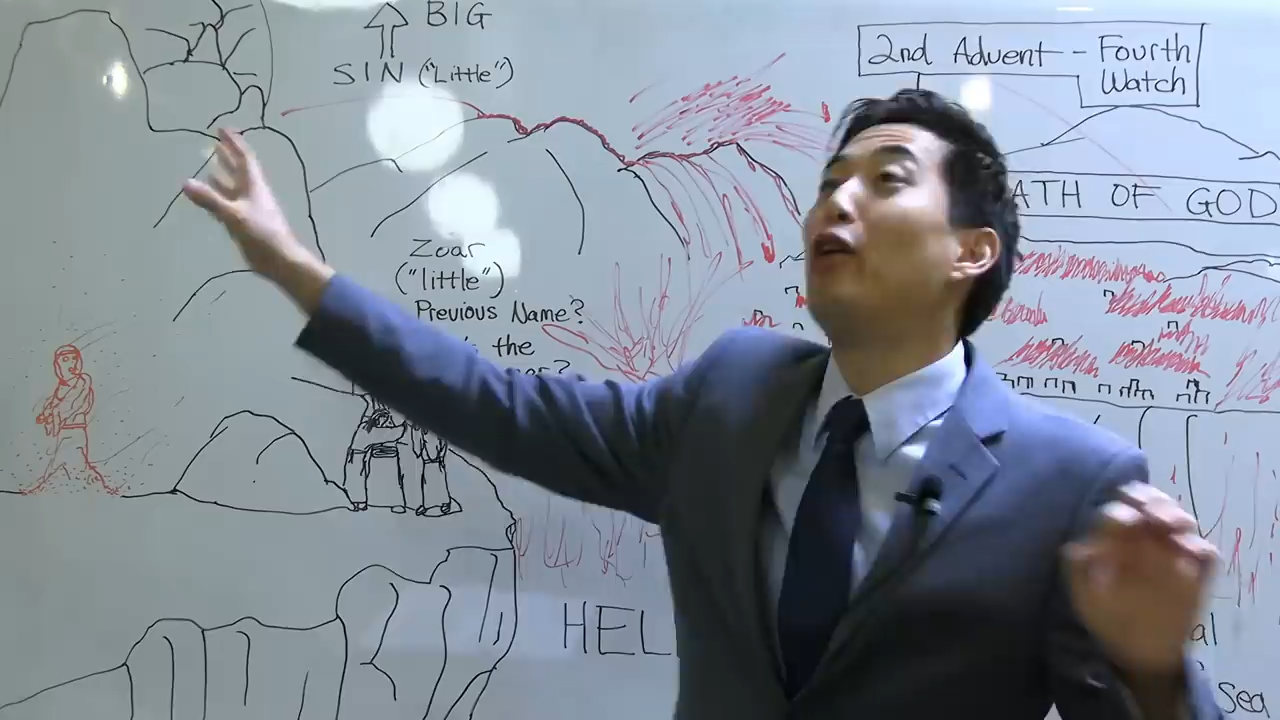 BIG
SIN ("Little")
2nd Advent - Fourth
Watch
ATH OF GOD
Zoar
("little")
Previous Name?
the
HEL
al
Sea